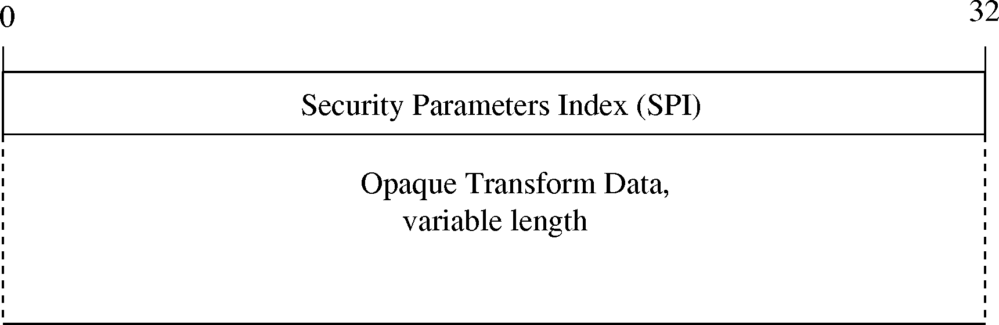 0 32
Security Parameters Index (SPI)
Opaque Transform Data,
variable length